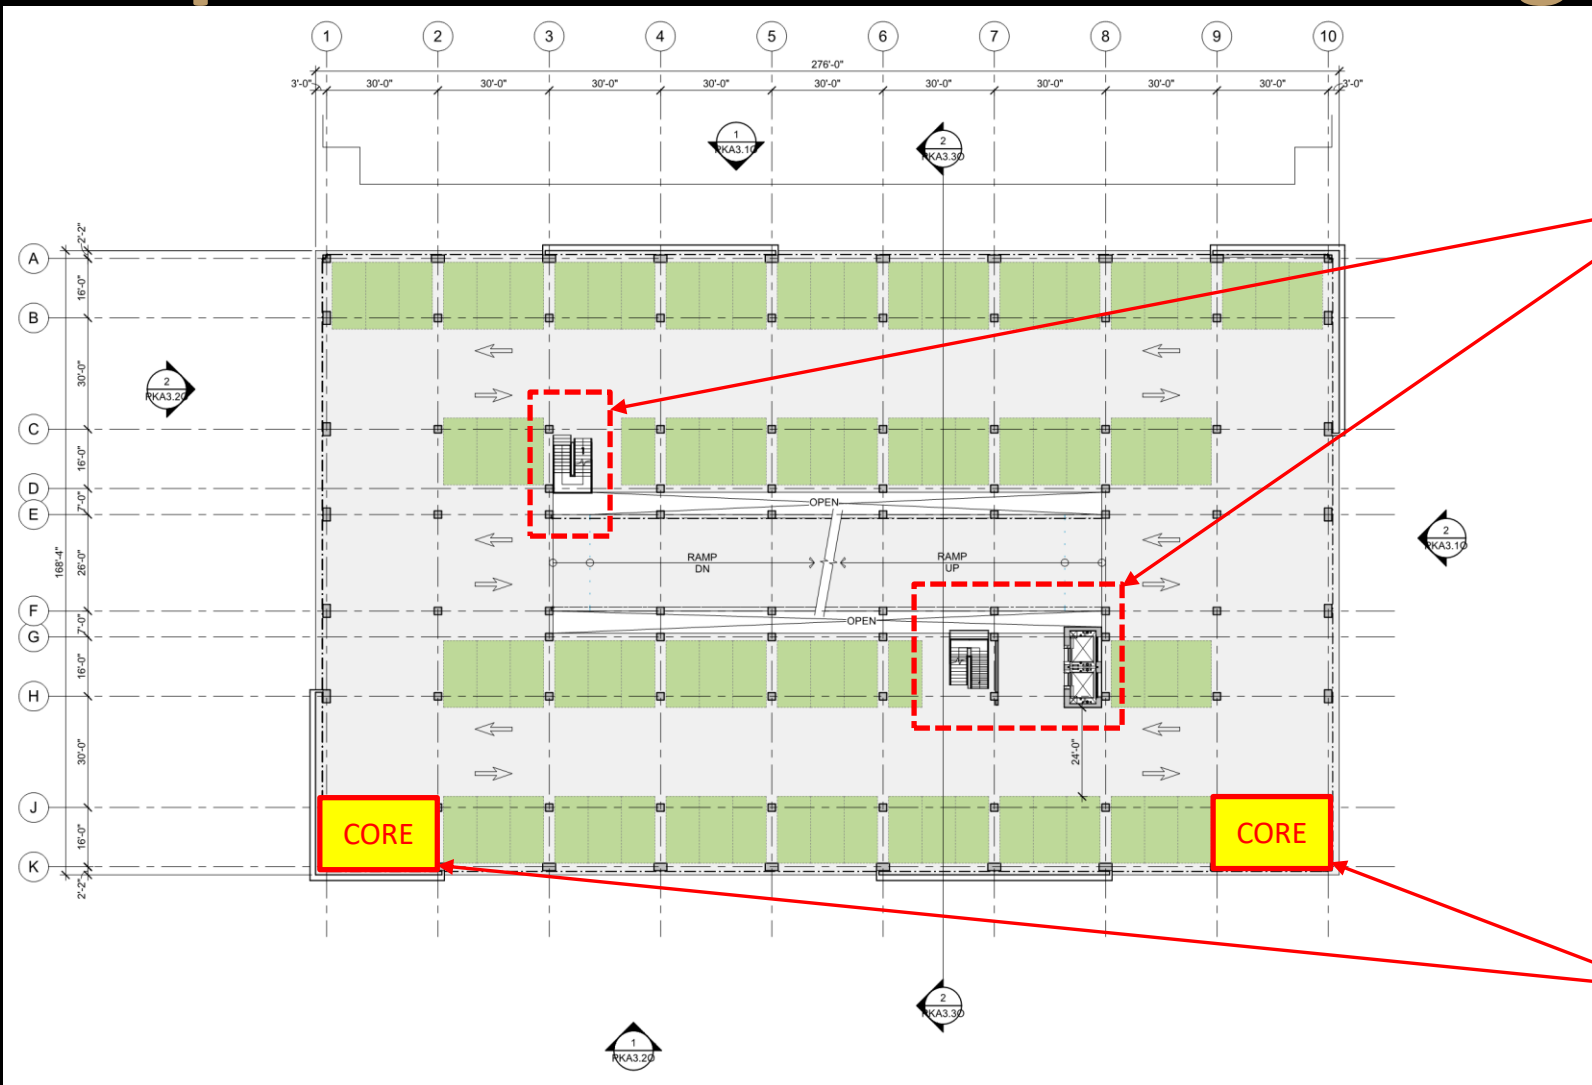 1 2 3 4 5 6 7 8 9 10
276'-0"
3'-0" 30'-0" 30'-0" 30'-0" 30'-0" 30'-0" 30'-0" 30'-0" 30'-0" 30'-0" 3'-0"
1
PKA3.10
2
PKA3.30
2'-2"
A
16'-0"
B
30'-0"
2
PKA3.20
C
16'-0"
D
7'-0"
OPEN
E
168'-4"
26'-4"
RAMP
DN
RAMP
UP
2
PKA3.10
F
7'-0"
OPEN
G
16'-0"
H
30'-0"
24'-0"
J
CORE
CORE
16'-0"
K
2'-2"
2
PKA3.30
1
PKA3.20